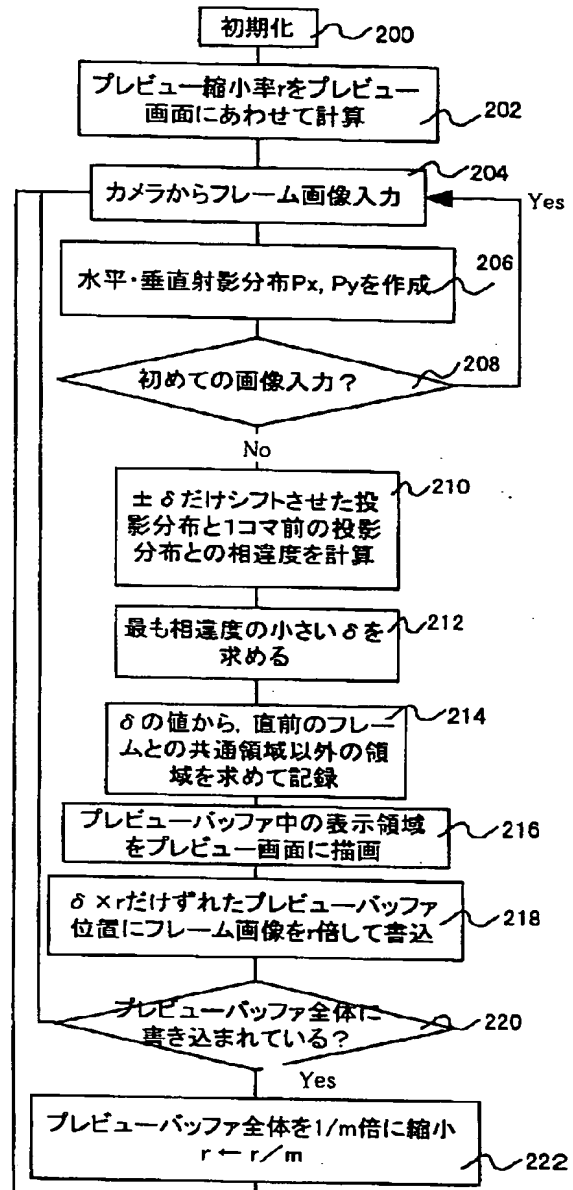 初期化
200
プレビュー縮小率rをプレビュー
画面にあわせて計算
202
204
カメラからフレーム画像入力
Yes
水平・垂直射影分布Px, Pyを作成
206
初めての画像入力?
208
No
210
±δだけシフトさせた投
影分布と1コマ前の投影
分布との相違度を計算
最も相違度の小さいδを
求める
212
δの値から, 直前のフレー
ムとの共通領域以外の領
域を求めて記録
214
プレビューバッファ中の表示領域
をプレビュー画面に描画
216
δ×rだけずれたプレビューバッファ
位置にフレーム画像をr倍して書込
218
プレビューバッファ全体に
書き込まれている?
220
Yes
プレビューバッファ全体を1/m倍に縮小
r ← r/m
222